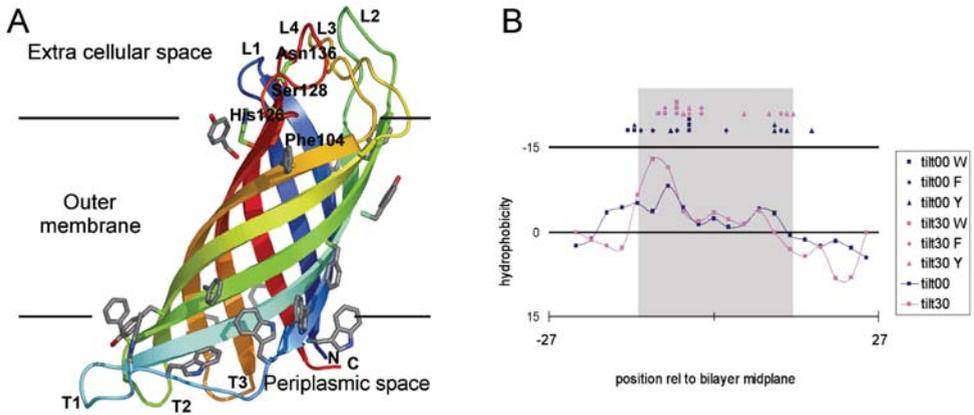 A
Extra cellular space
L1
L4
L3
L2
Asn136
Ser128
His126
Phe104
Outer
membrane
N
C
T3
Periplasmic space
T1
T2
B
-15
0
15
hydrophobicity
-27
27
position rel to bilayer midplane
tilt00 W
tilt00 F
tilt00 Y
tilt30 W
tilt30 F
tilt30 Y
tilt00
tilt30